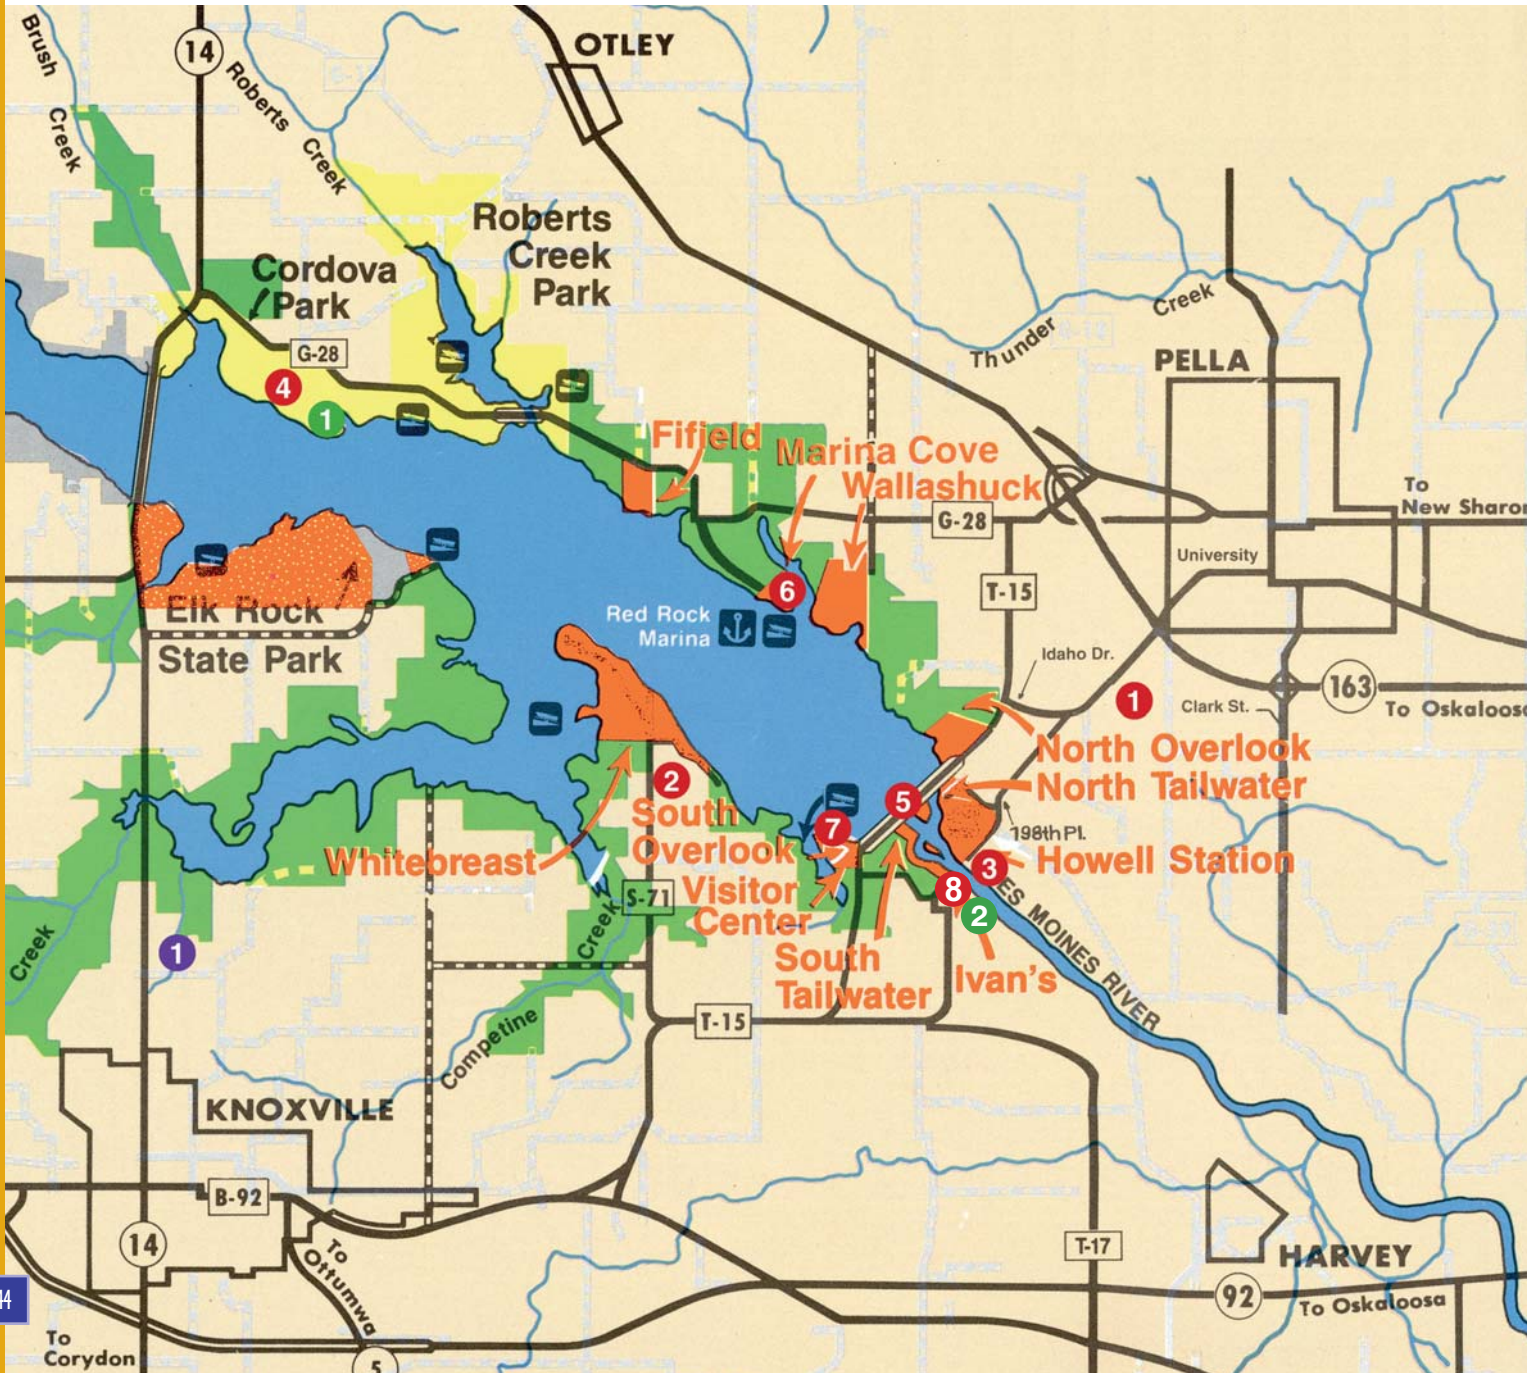 Brush
Creek
14
Roberts
Creek
OTLEY
Roberts
Creek
Park
Cordova
Park
G-28
4
1
Thunder
Creek
PELLA
Fifield
Marina Cove
Wallashuck
G-28
To
New Sharon
University
T-15
6
Red Rock
Marina
Elk Rock
State Park
Idaho Dr.
1
Clark St.
163
To Oskaloosa
North Overlook
North Tailwater
2
South
Overlook
5
7
198th Pl.
Howell Station
3
Whitebreast
Visitor
Center
S-71
8
2
ES MOINES RIVER
Creek
1
Creek
South
Tailwater
Ivan's
T-15
Competine
KNOXVILLE
B-92
14
To
Ottumwa
T-17
HARVEY
92
To Oskaloosa
44
To
Corydon
5